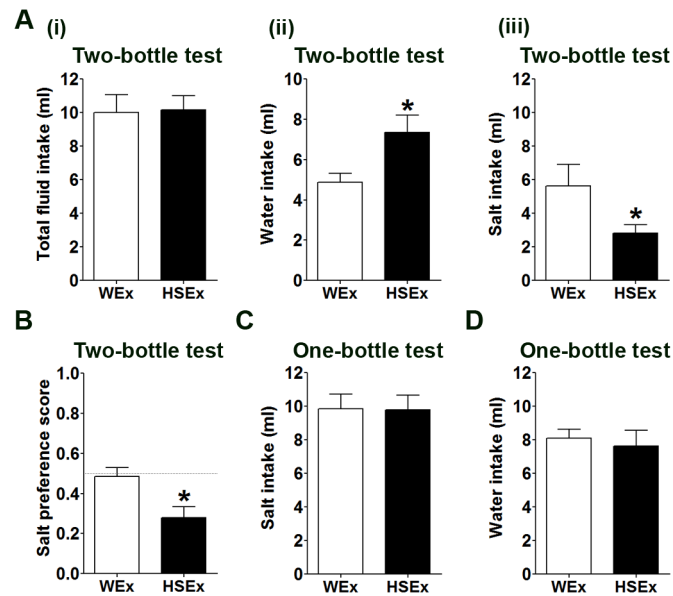 A (i) (ii) (iii)
Two-bottle test Two-bottle test Two-bottle test
Total fluid intake (ml)
12
10
8
6
4
2
0
WEx HSEx
Water intake (ml)
10
8
6
4
2
0
*
WEx HSEx
Salt intake (ml)
12
10
8
6
4
2
0
*
WEx HSEx
B C D
Two-bottle test One-bottle test One-bottle test
Salt preference score
1.0
0.8
0.6
0.4
0.2
0.0
*
WEx HSEx
Salt intake (ml)
12
10
8
6
4
2
0
WEx HSEx
Water intake (ml)
12
10
8
6
4
2
0
WEx HSEx